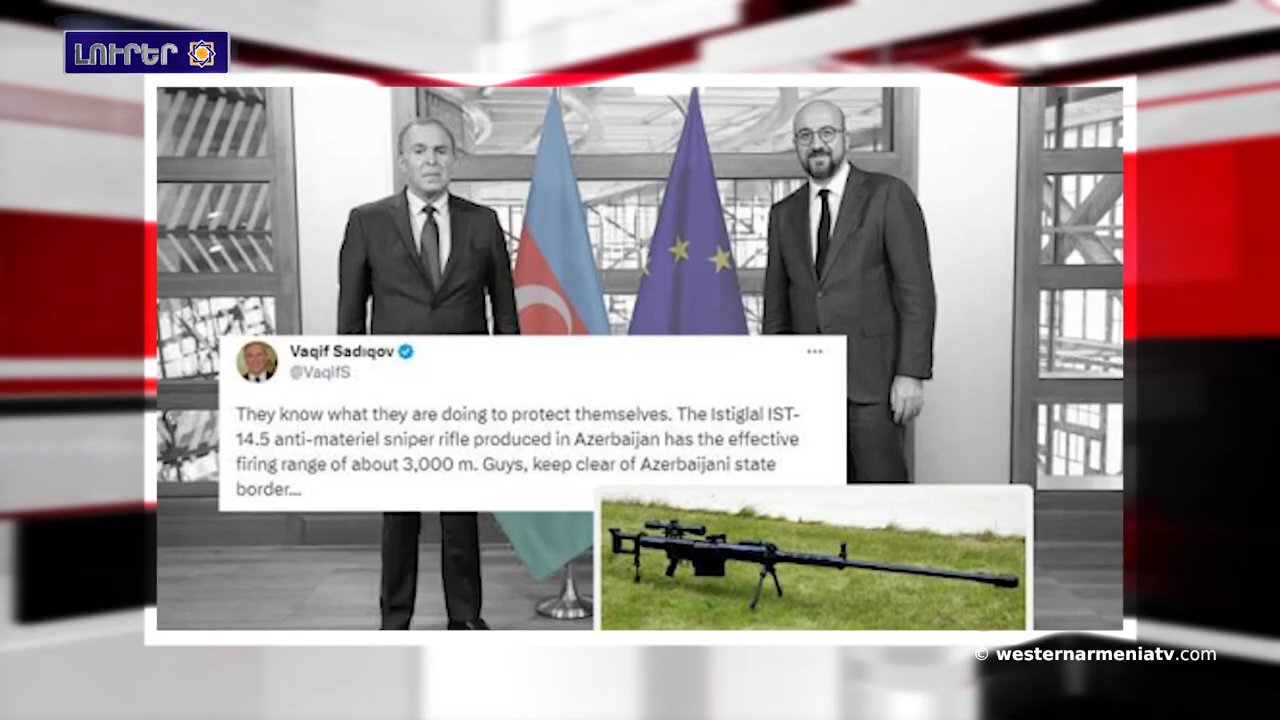 ԼՈՒՐԵՐ
Vaqif Sadıqov
@VaqifS
They know what they are doing to protect themselves. The Istiglal IST-
14.5 anti-materiel sniper rifle produced in Azerbaijan has the effective
firing range of about 3,000 m. Guys, keep clear of Azerbaijani state
border...
© westernarmeniatv.com